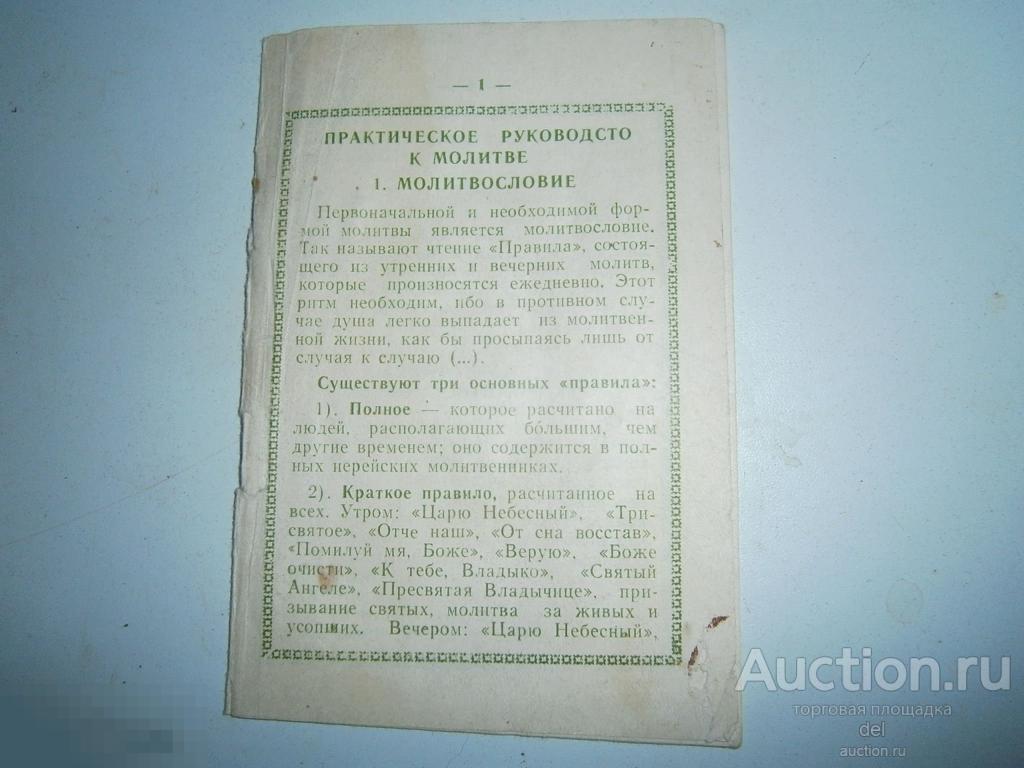 — 1 —
ПРАКТИЧЕСКОЕ РУКОВОДСТО
К МОЛИТВЕ
1. МОЛИТВОСЛОВИЕ
Первоначальной и необходимой фор-
мой молитвы является молитвословие.
Так называют чтение «Правила», состоя-
щего из утренних и вечерних молитв,
которые произносятся ежедневно. Этот
ритм необходим, ибо в противном слу-
чае душа легко выпадает из молитвен-
ной жизни, как бы просыпаясь лишь от
случая к случаю (...).
Существуют три основных «правила»:
1). Полное — которое расчитано на
людей, располагающих бо́льшим, чем
другие временем; оно содержится в пол-
ных иерейских молитвенниках.
2). Краткое правило, расчитанное на
всех. Утром: «Царю Небесный», «Три-
святое», «Отче наш», «От сна восстав»,
«Помилуй мя, Боже», «Верую», «Боже
очисти», «К тебе, Владыко», «Святый
Ангеле», «Пресвятая Владычице», при-
зывание святых, молитва за живых и
усопших. Вечером: «Царю Небесный»,
Auction.ru
торговая площадка
del
auction.ru